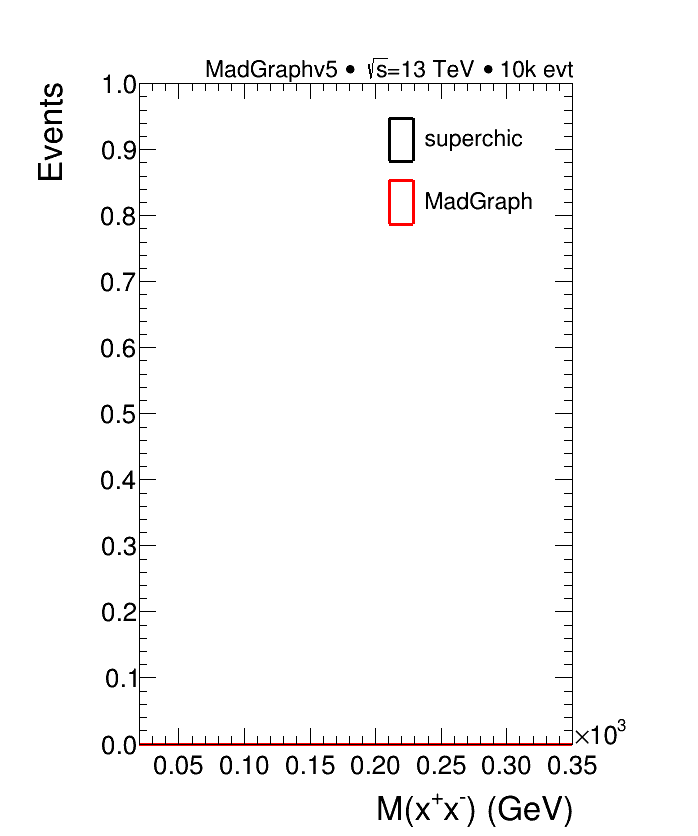 MadGraphv5 • √s=13 TeV • 10k evt
Events
1.0
0.9
0.8
0.7
0.6
0.5
0.4
0.3
0.2
0.1
0.0
superchic
MadGraph
0.05 0.10 0.15 0.20 0.25 0.30 0.35
×10³
M(x⁺x⁻) (GeV)